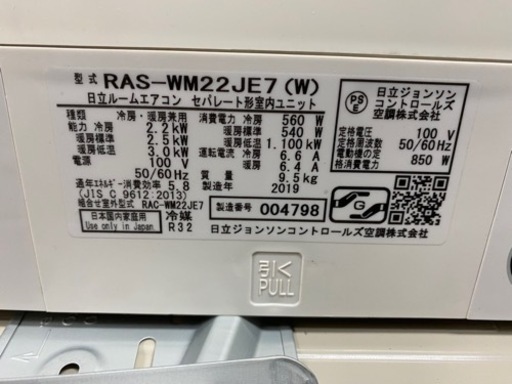 型式 RAS-WM22JE7(W)
日立ルームエアコン セパレート形室内ユニット
種類 冷房・暖房兼用
能力 冷房 2.2kW
暖房標準 2.5kW
暖房低温 3.0kW
電源 100 V
50/60Hz
通年エネルギー消費効率 5.8
(JIS C 9612:2013)
組合せ室外型式 RAC-WM22JE7
日本国内家庭用
Use only in Japan
冷媒
R32
消費電力 冷房 560 W
暖房標準 540 W
暖房低温 1.100kW
運転電流 冷房 6.6 A
暖房 6.4 A
質量 9.5kg
製造年 2019
製造番号 004798
PS
E
日立ジョンソン
コントロールズ
空調株式会社
定格電圧 100 V
定格周波数 50/60Hz
電動機の定
格消費電力 850 W
G
日立ジョンソンコントロールズ空調株式会社
引く
PULL